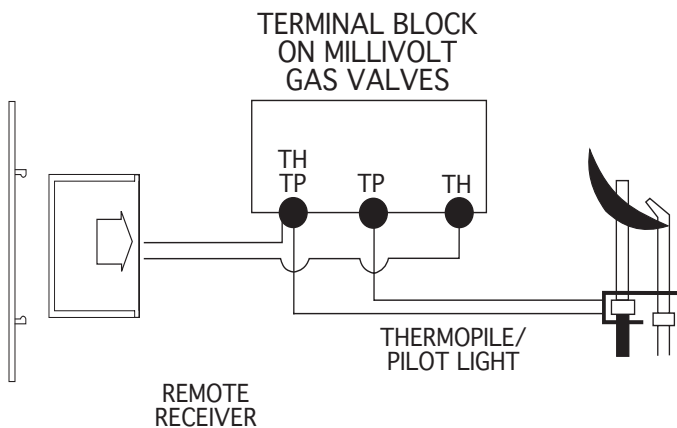 TERMINAL BLOCK
ON MILLIVOLT
GAS VALVES
TH
TP
TP
TH
THERMOPILE/
PILOT LIGHT
REMOTE
RECEIVER